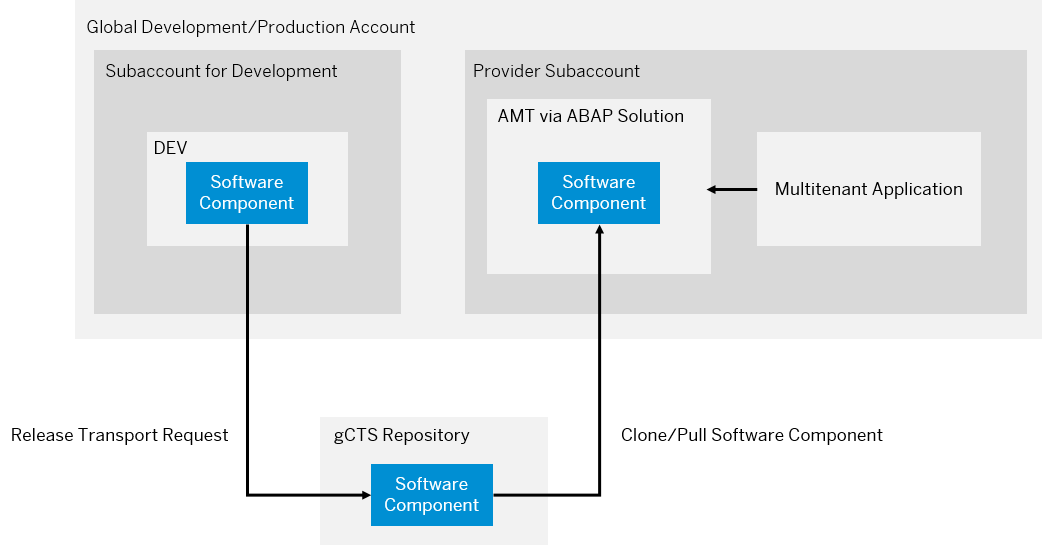 Global Development/Production Account
Subaccount for Development
Provider Subaccount
AMT via ABAP Solution
DEV
Software
Component
Software
Component
Multitenant Application
Release Transport Request
gCTS Repository
Clone/Pull Software Component
Software
Component